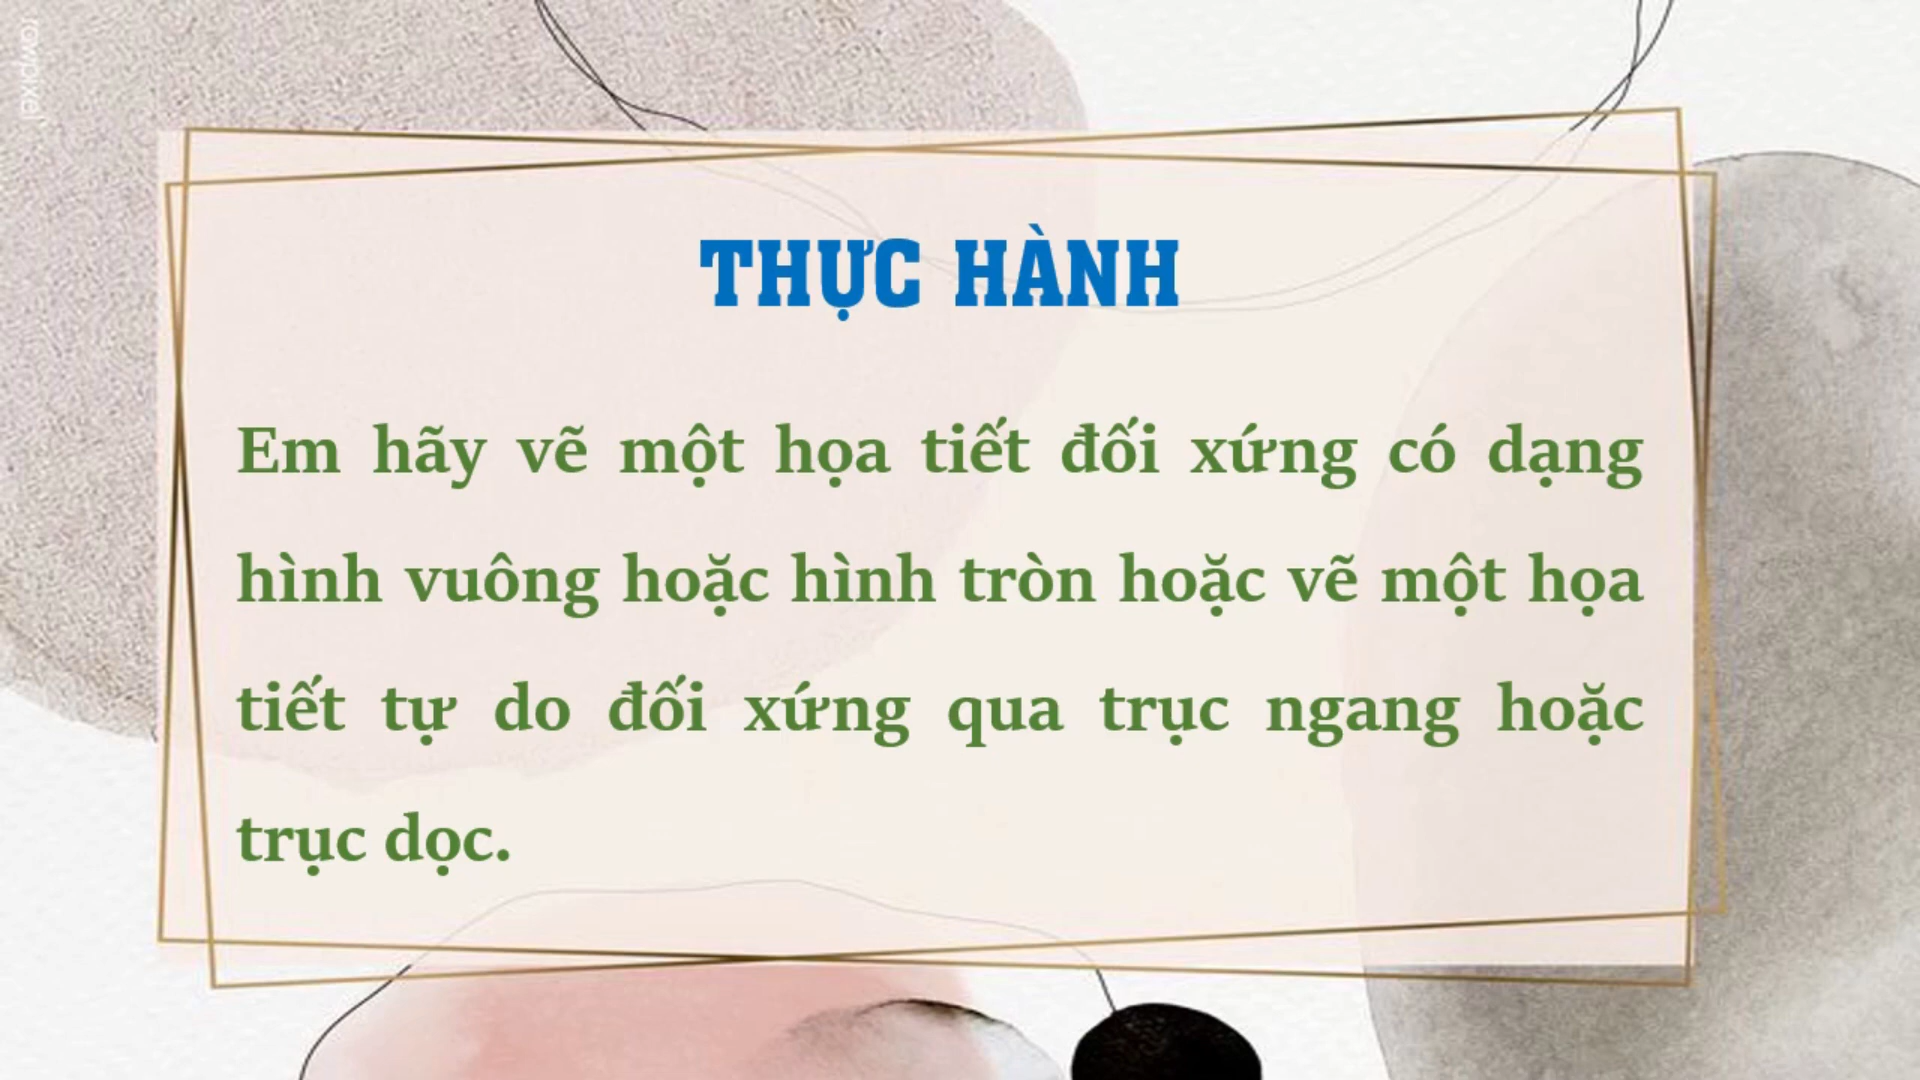 rawpixel
THỰC HÀNH
Em hãy vẽ một họa tiết đối xứng có dạng
hình vuông hoặc hình tròn hoặc vẽ một họa
tiết tự do đối xứng qua trục ngang hoặc
trục dọc.